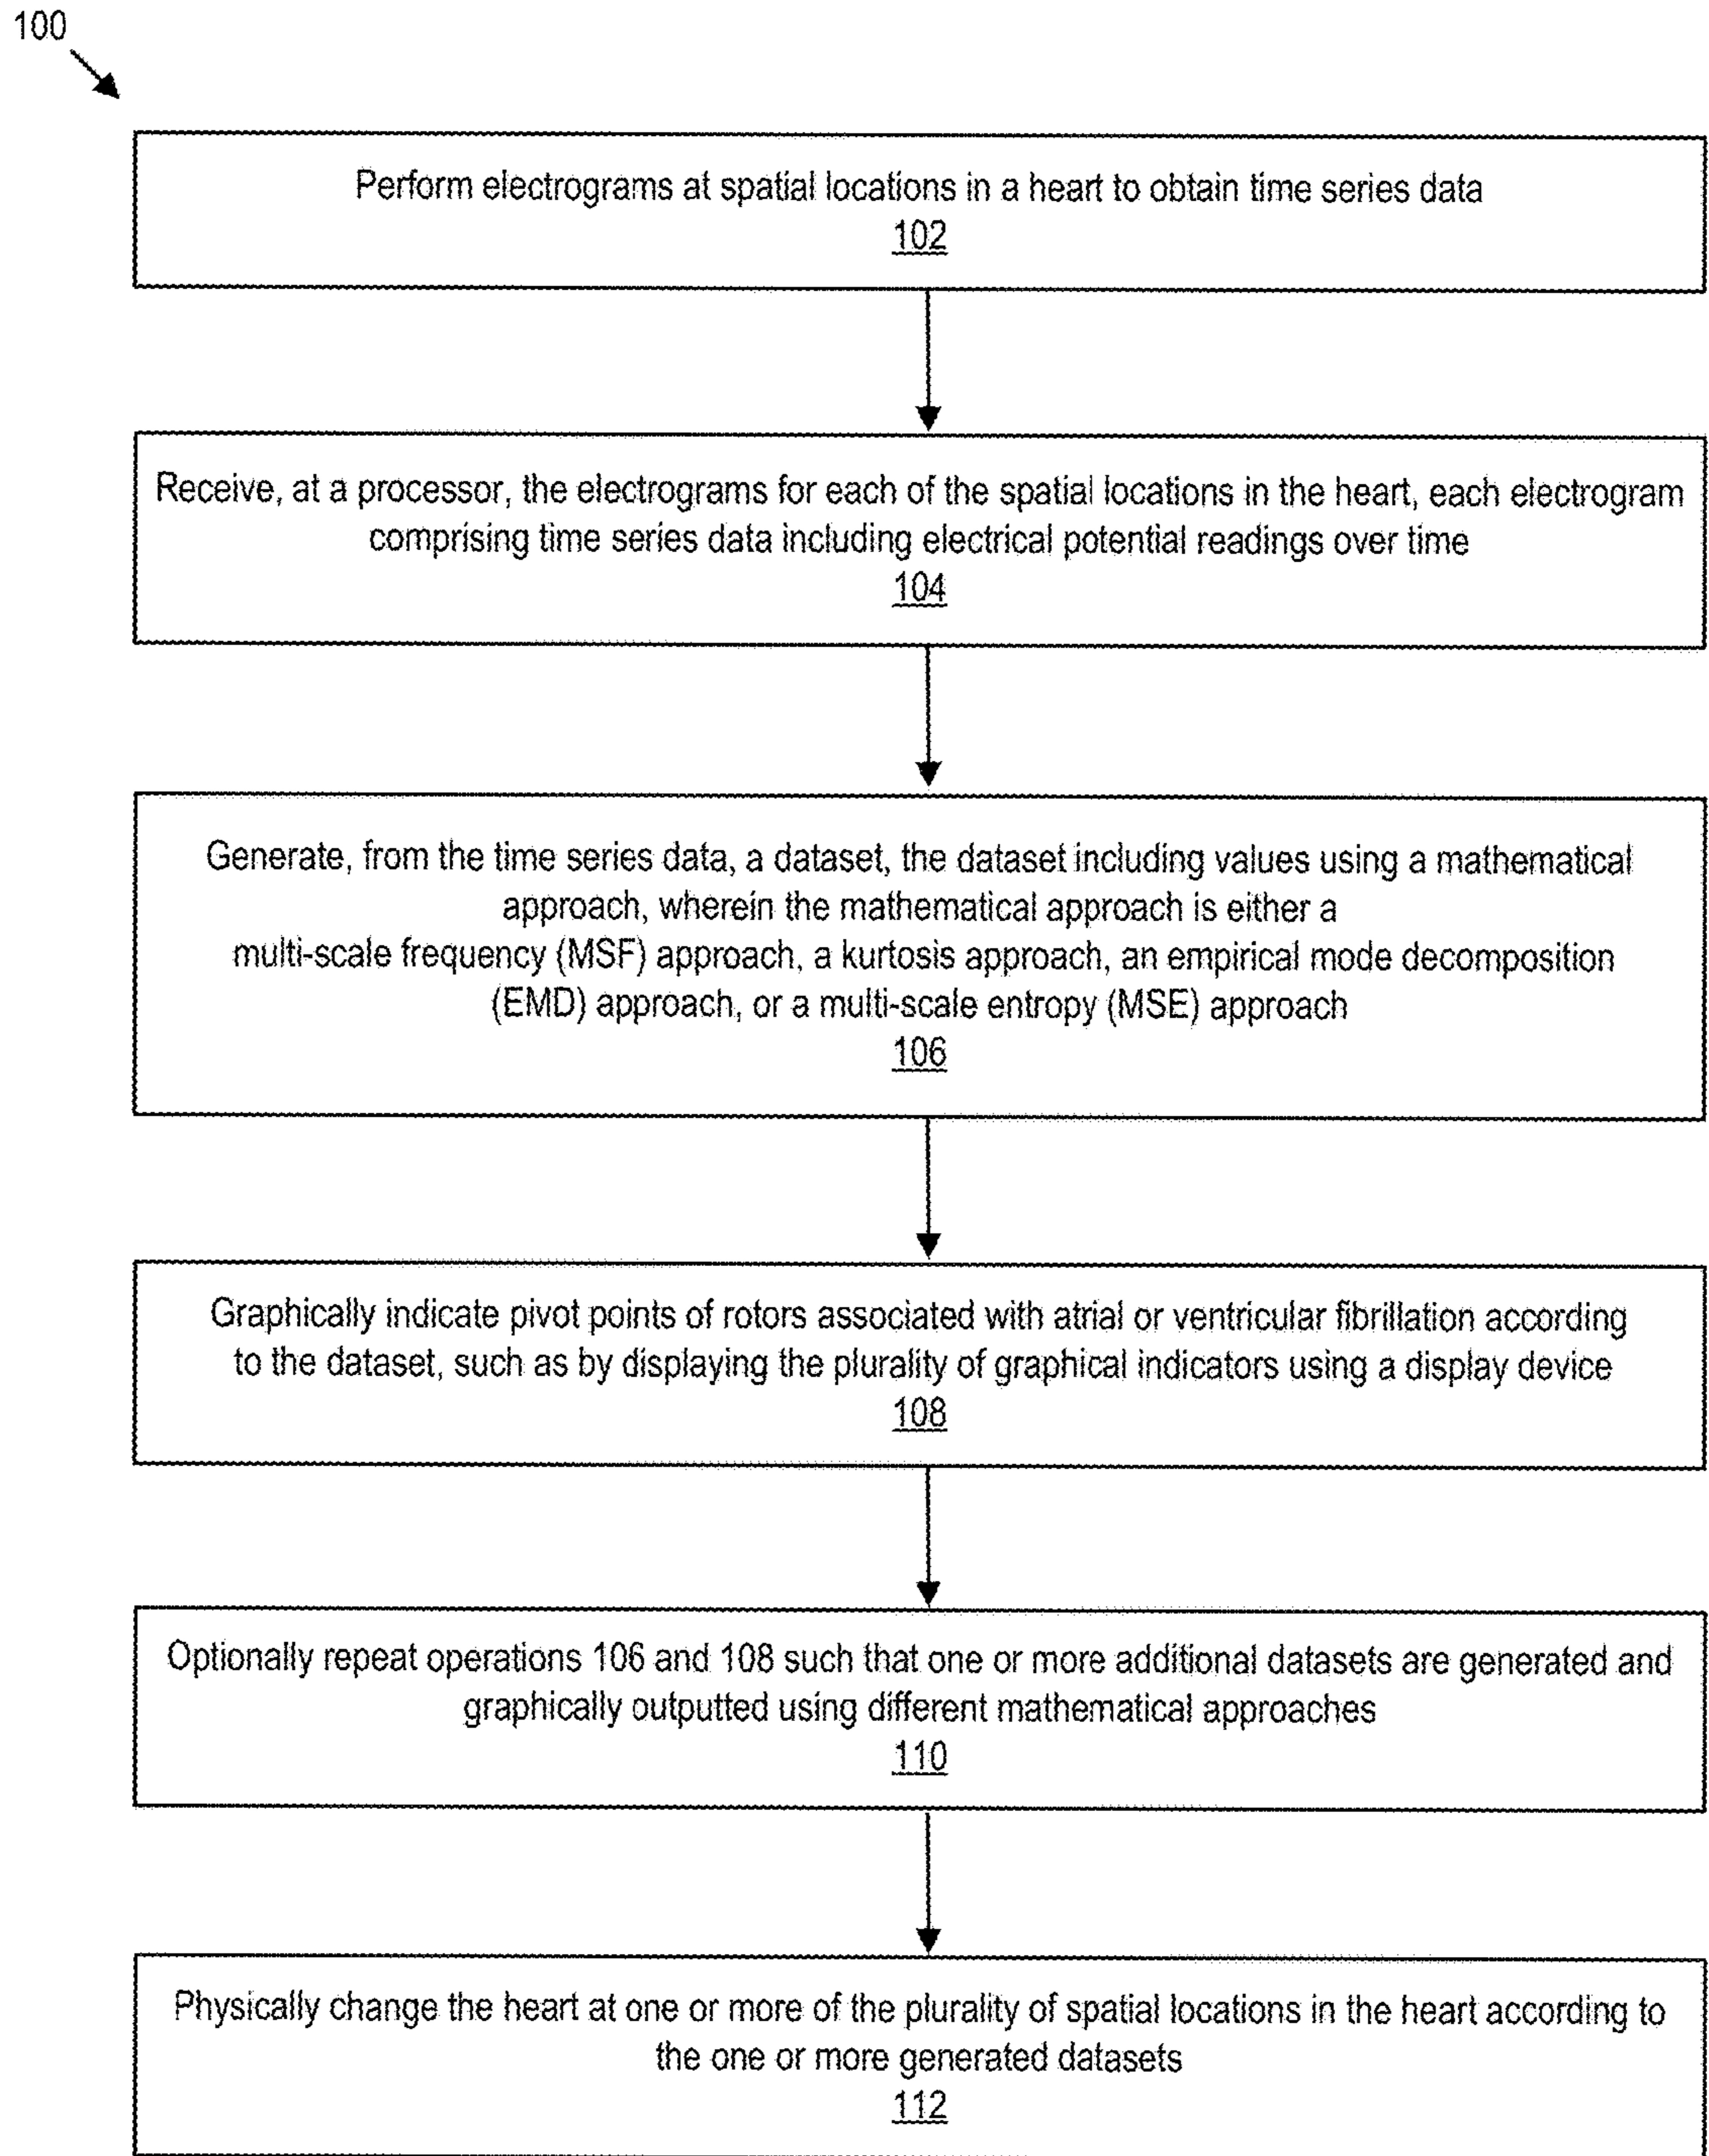 100
Perform electrograms at spatial locations in a heart to obtain time series data
102
Receive, at a processor, the electrograms for each of the spatial locations in the heart, each electrogram
comprising time series data including electrical potential readings over time
104
Generate, from the time series data, a dataset, the dataset including values using a mathematical
approach, wherein the mathematical approach is either a
multi-scale frequency (MSF) approach, a kurtosis approach, an empirical mode decomposition
(EMD) approach, or a multi-scale entropy (MSE) approach
106
Graphically indicate pivot points of rotors associated with atrial or ventricular fibrillation according
to the dataset, such as by displaying the plurality of graphical indicators using a display device
108
Optionally repeat operations 106 and 108 such that one or more additional datasets are generated and
graphically outputted using different mathematical approaches
110
Physically change the heart at one or more of the plurality of spatial locations in the heart according to
the one or more generated datasets
112